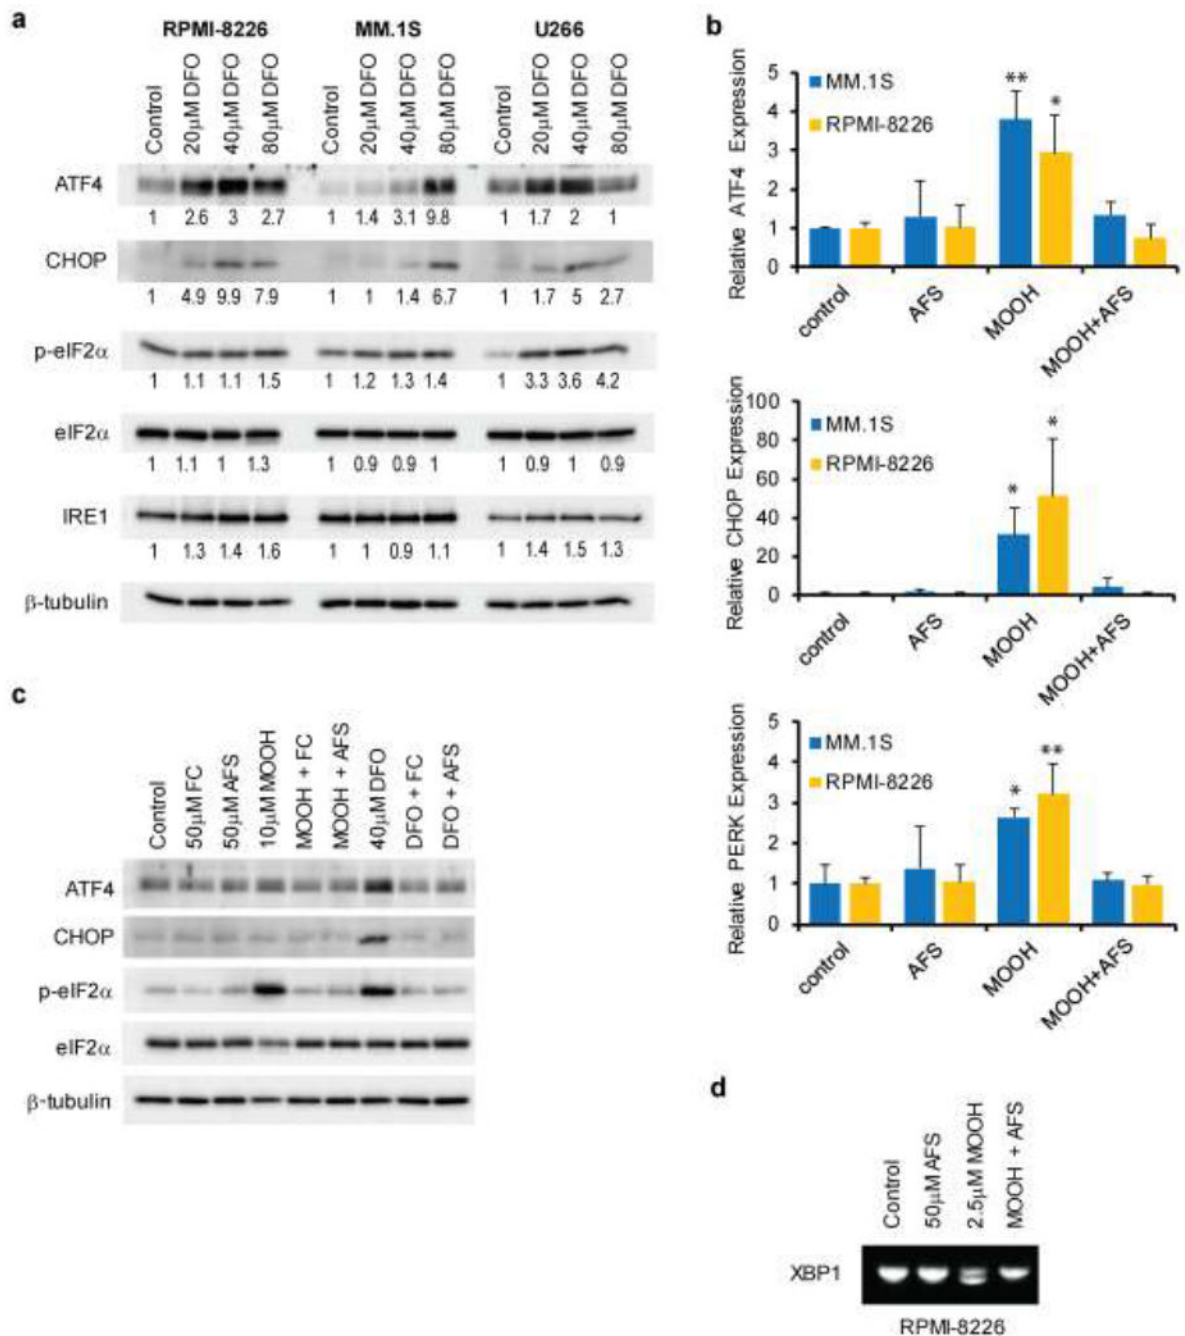 a
RPMI-8226 MM.1S U266
Control 20µM DFO 40µM DFO 80µM DFO Control 20µM DFO 40µM DFO 80µM DFO Control 20µM DFO 40µM DFO 80µM DFO
ATF4
1 2.6 3 2.7 1 1.4 3.1 9.8 1 1.7 2 1
CHOP
1 4.9 9.9 7.9 1 1 1.4 6.7 1 1.7 5 2.7
p-eIF2α
1 1.1 1.1 1.5 1 1.2 1.3 1.4 1 3.3 3.6 4.2
eIF2α
1 1.1 1 1.3 1 0.9 0.9 1 1 0.9 1 0.9
IRE1
1 1.3 1.4 1.6 1 1 0.9 1.1 1 1.4 1.5 1.3
β-tubulin
b
Relative ATF4 Expression
5
4
3
2
1
0
MM.1S
RPMI-8226
** *
control AFS MOOH MOOH+AFS
Relative CHOP Expression
100
80
60
40
20
0
MM.1S
RPMI-8226
* *
control AFS MOOH MOOH+AFS
Relative PERK Expression
5
4
3
2
1
0
MM.1S
RPMI-8226
* **
control AFS MOOH MOOH+AFS
c
Control 50µM FC 50µM AFS 10µM MOOH MOOH + FC MOOH + AFS 40µM DFO DFO + FC DFO + AFS
ATF4
CHOP
p-eIF2α
eIF2α
β-tubulin
d
Control 50µM AFS 2.5µM MOOH MOOH + AFS
XBP1
RPMI-8226